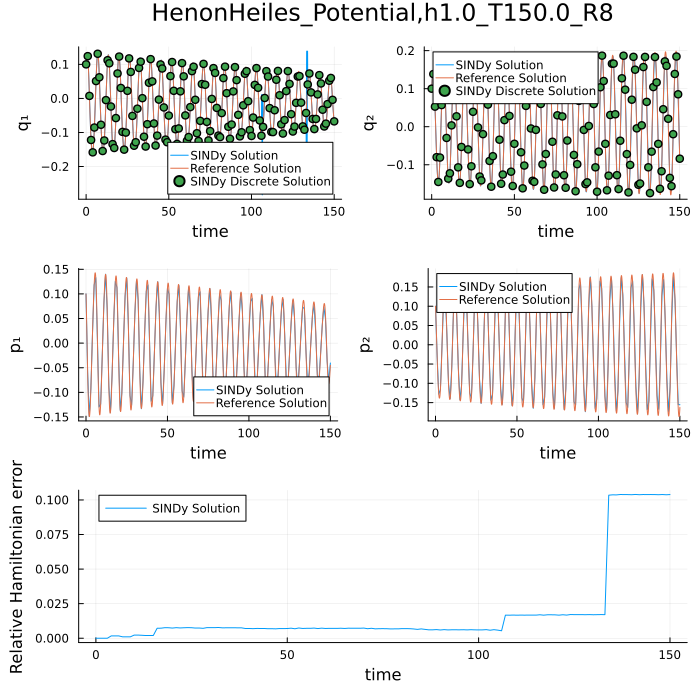 HenonHeiles_Potential,h1.0_T150.0_R8
0.1
0.0
−0.1
−0.2
q₁
SINDy Solution
Reference Solution
SINDy Discrete Solution
0 50 100 150
time
0.2
0.1
0.0
−0.1
q₂
SINDy Solution
Reference Solution
SINDy Discrete Solution
0 50 100 150
time
0.15
0.10
0.05
0.00
−0.05
−0.10
−0.15
p₁
SINDy Solution
Reference Solution
0 50 100 150
time
0.15
0.10
0.05
0.00
−0.05
−0.10
−0.15
p₂
SINDy Solution
Reference Solution
0 50 100 150
time
Relative Hamiltonian error
0.100
0.075
0.050
0.025
0.000
SINDy Solution
0 50 100 150
time